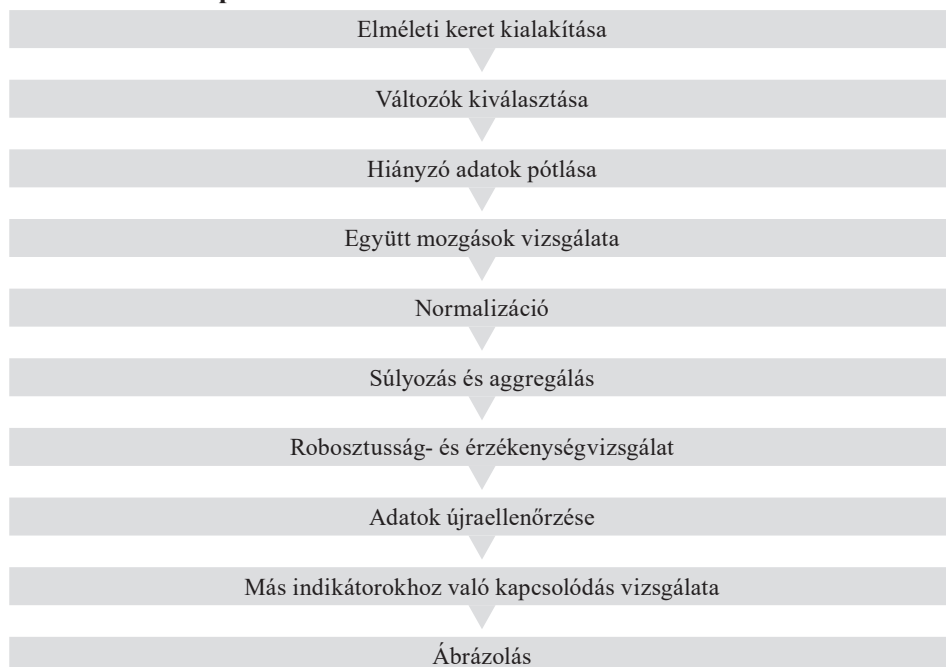 Elméleti keret kialakítása
Változók kiválasztása
Hiányzó adatok pótlása
Együtt mozgások vizsgálata
Normalizáció
Súlyozás és aggregálás
Robosztusság- és érzékenységvizsgálat
Adatok újraellenőrzése
Más indikátorokhoz való kapcsolódás vizsgálata
Ábrázolás